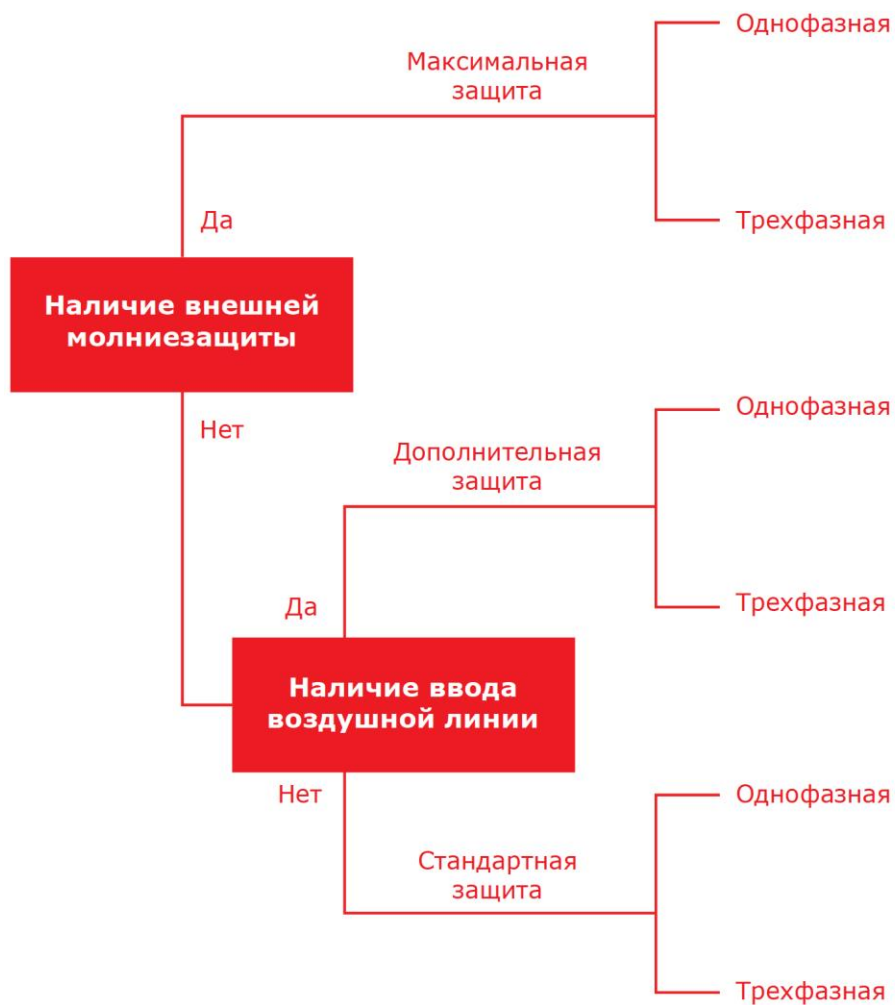 Однофазная
Максимальная
защита
Да
Трехфазная
Наличие внешней
молниезащиты
Однофазная
Нет
Дополнительная
защита
Да
Трехфазная
Наличие ввода
воздушной линии
Нет
Однофазная
Стандартная
защита
Трехфазная